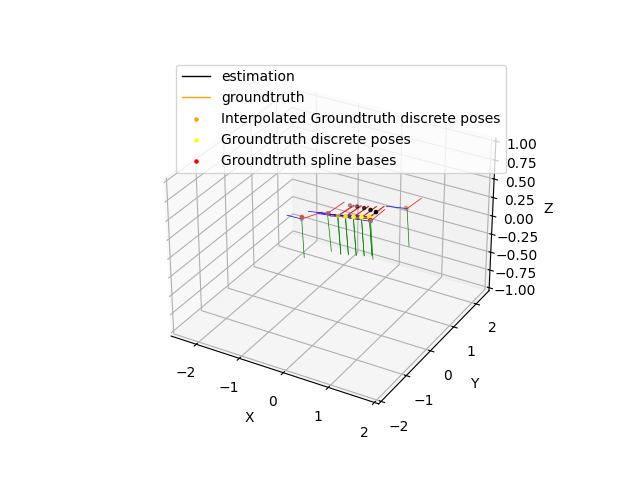 estimation
groundtruth
Interpolated Groundtruth discrete poses
Groundtruth discrete poses
Groundtruth spline bases
1.00
0.75
0.50
0.25
0.00
−0.25
−0.50
−0.75
−1.00
Z
−2
−1
0
1
2
X
−2
−1
0
1
2
Y